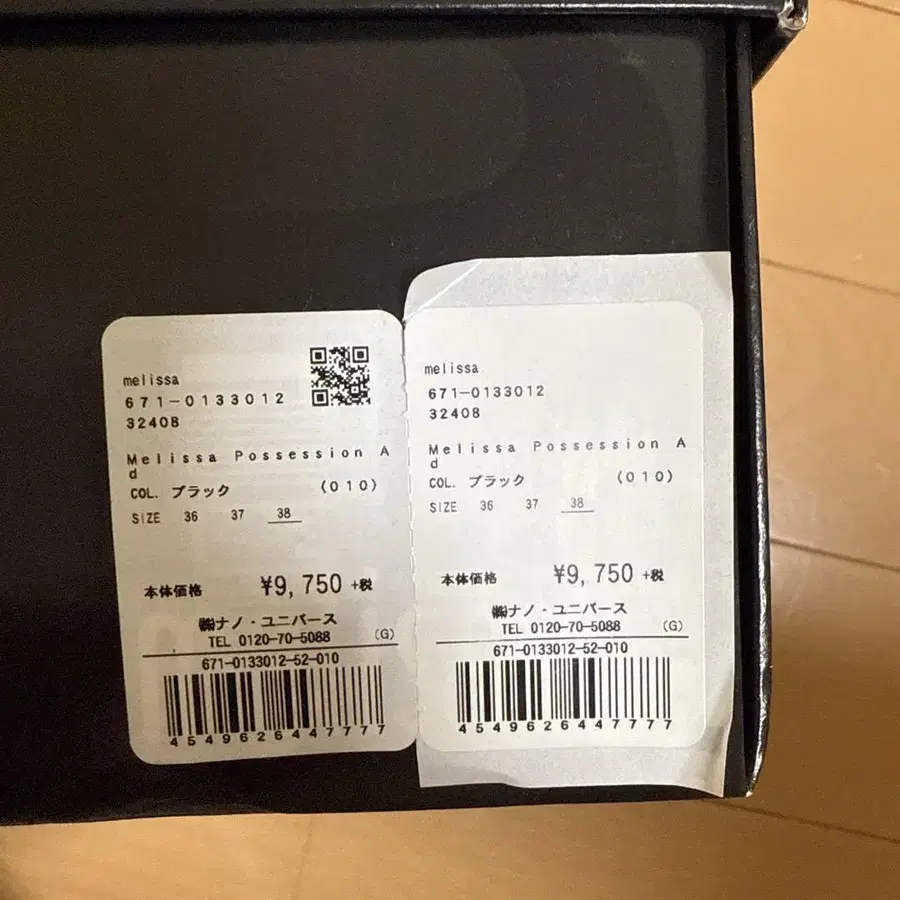 melissa
671-0133012
32408
Melissa Possession A
d
COL. ブラック (010)
SIZE 36 37 38
本体価格 ¥9,750 +税
㈱ナノ・ユニバース
TEL 0120-70-5088 (G)
671-0133012-52-010
4549626447777
melissa
671-0133012
32408
Melissa Possession A
d
COL. ブラック (010)
SIZE 36 37 38
本体価格 ¥9,750 +税
㈱ナノ・ユニバース
TEL 0120-70-5088 (G)
671-0133012-52-010
4549626447777